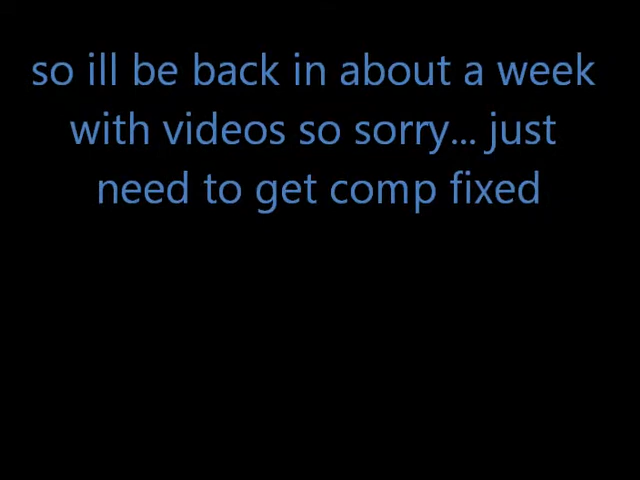 so ill be back in about a week
with videos so sorry... just
need to get comp fixed